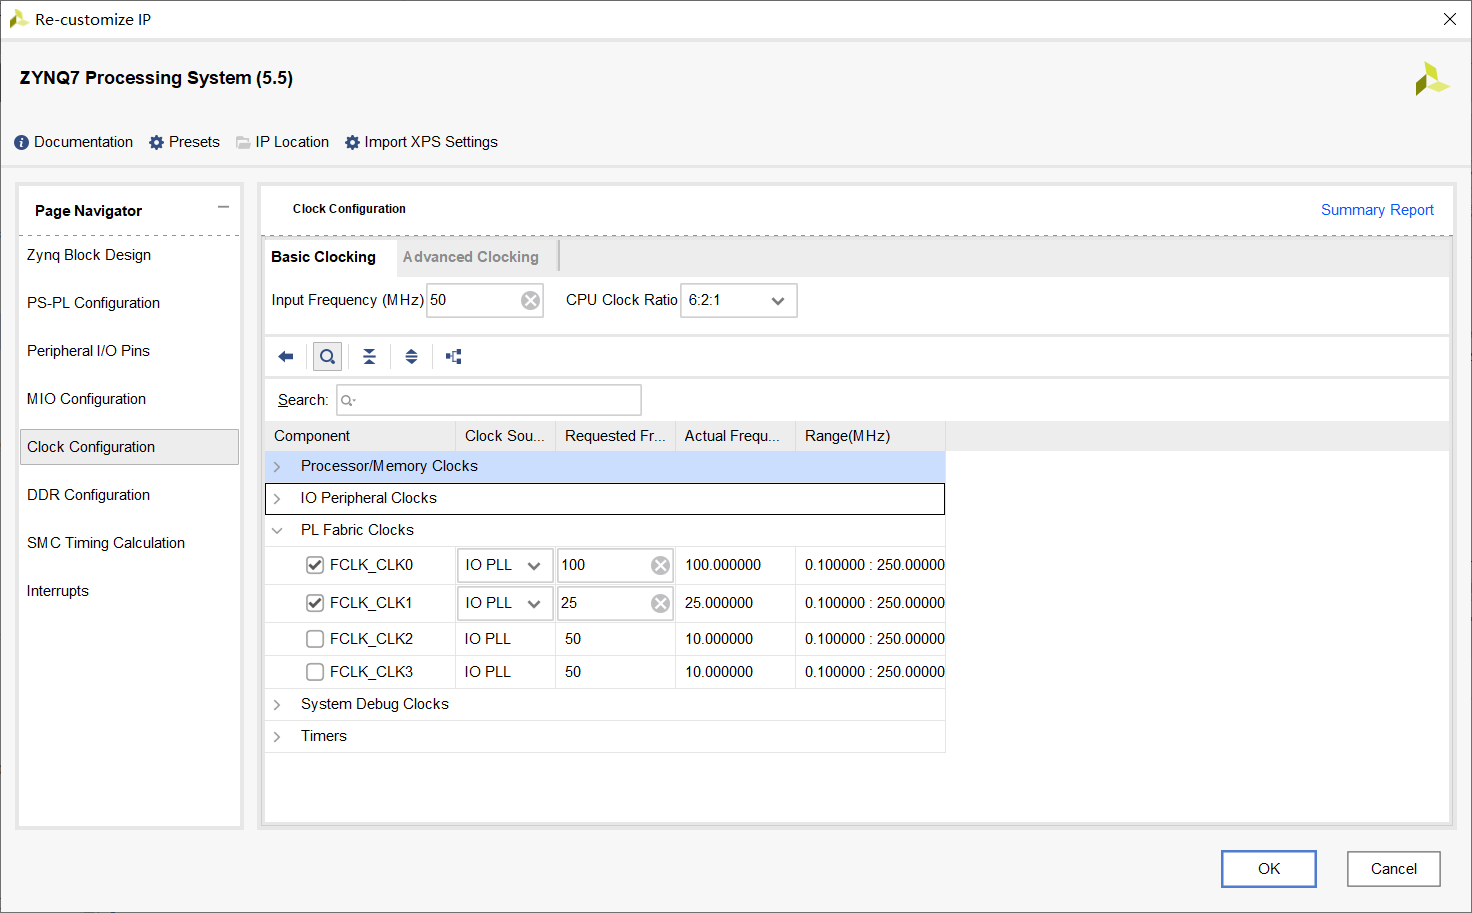 Re-customize IP
ZYNQ7 Processing System (5.5)
Documentation Presets IP Location Import XPS Settings
Page Navigator
Zynq Block Design
PS-PL Configuration
Peripheral I/O Pins
MIO Configuration
Clock Configuration
DDR Configuration
SMC Timing Calculation
Interrupts
Clock Configuration Summary Report
Basic Clocking Advanced Clocking
Input Frequency (MHz) 50 CPU Clock Ratio 6:2:1
Search:
Component Clock Sou... Requested Fr... Actual Frequ... Range(MHz)
Processor/Memory Clocks
IO Peripheral Clocks
PL Fabric Clocks
FCLK_CLK0 IO PLL 100 100.000000 0.100000 : 250.00000
FCLK_CLK1 IO PLL 25 25.000000 0.100000 : 250.00000
FCLK_CLK2 IO PLL 50 10.000000 0.100000 : 250.00000
FCLK_CLK3 IO PLL 50 10.000000 0.100000 : 250.00000
System Debug Clocks
Timers
OK Cancel